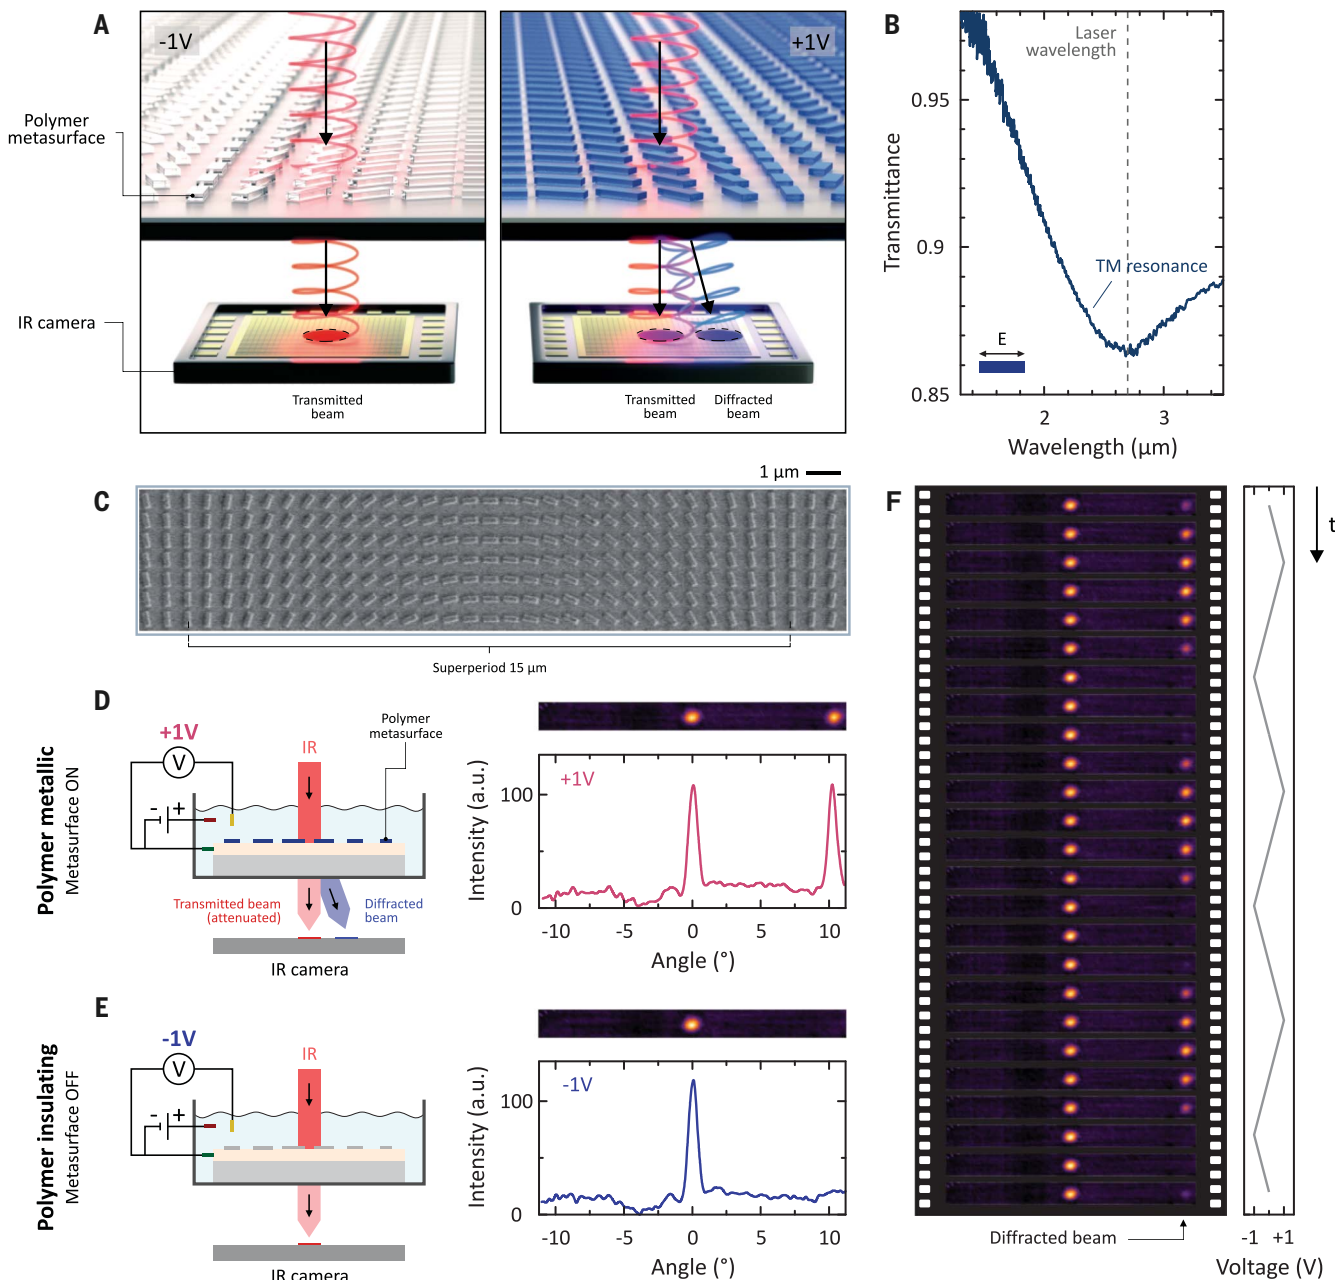 A
-1V
+1V
Polymer
metasurface
IR camera
Transmitted
beam
Transmitted
beam
Diffracted
beam
B
Laser
wavelength
0.95
0.9
0.85
Transmittance
TM resonance
E
2
3
Wavelength (μm)
1 μm
C
Superperiod 15 μm
D
Polymer metallic
Metasurface ON
+1V
V
- +
IR
Polymer
metasurface
Transmitted beam
(attenuated)
Diffracted
beam
IR camera
+1V
100
0
Intensity (a.u.)
-10
-5
0
5
10
Angle (°)
E
Polymer insulating
Metasurface OFF
-1V
V
- +
IR
IR camera
-1V
100
0
Intensity (a.u.)
-10
-5
0
5
10
Angle (°)
F
t
Diffracted beam
-1
+1
Voltage (V)